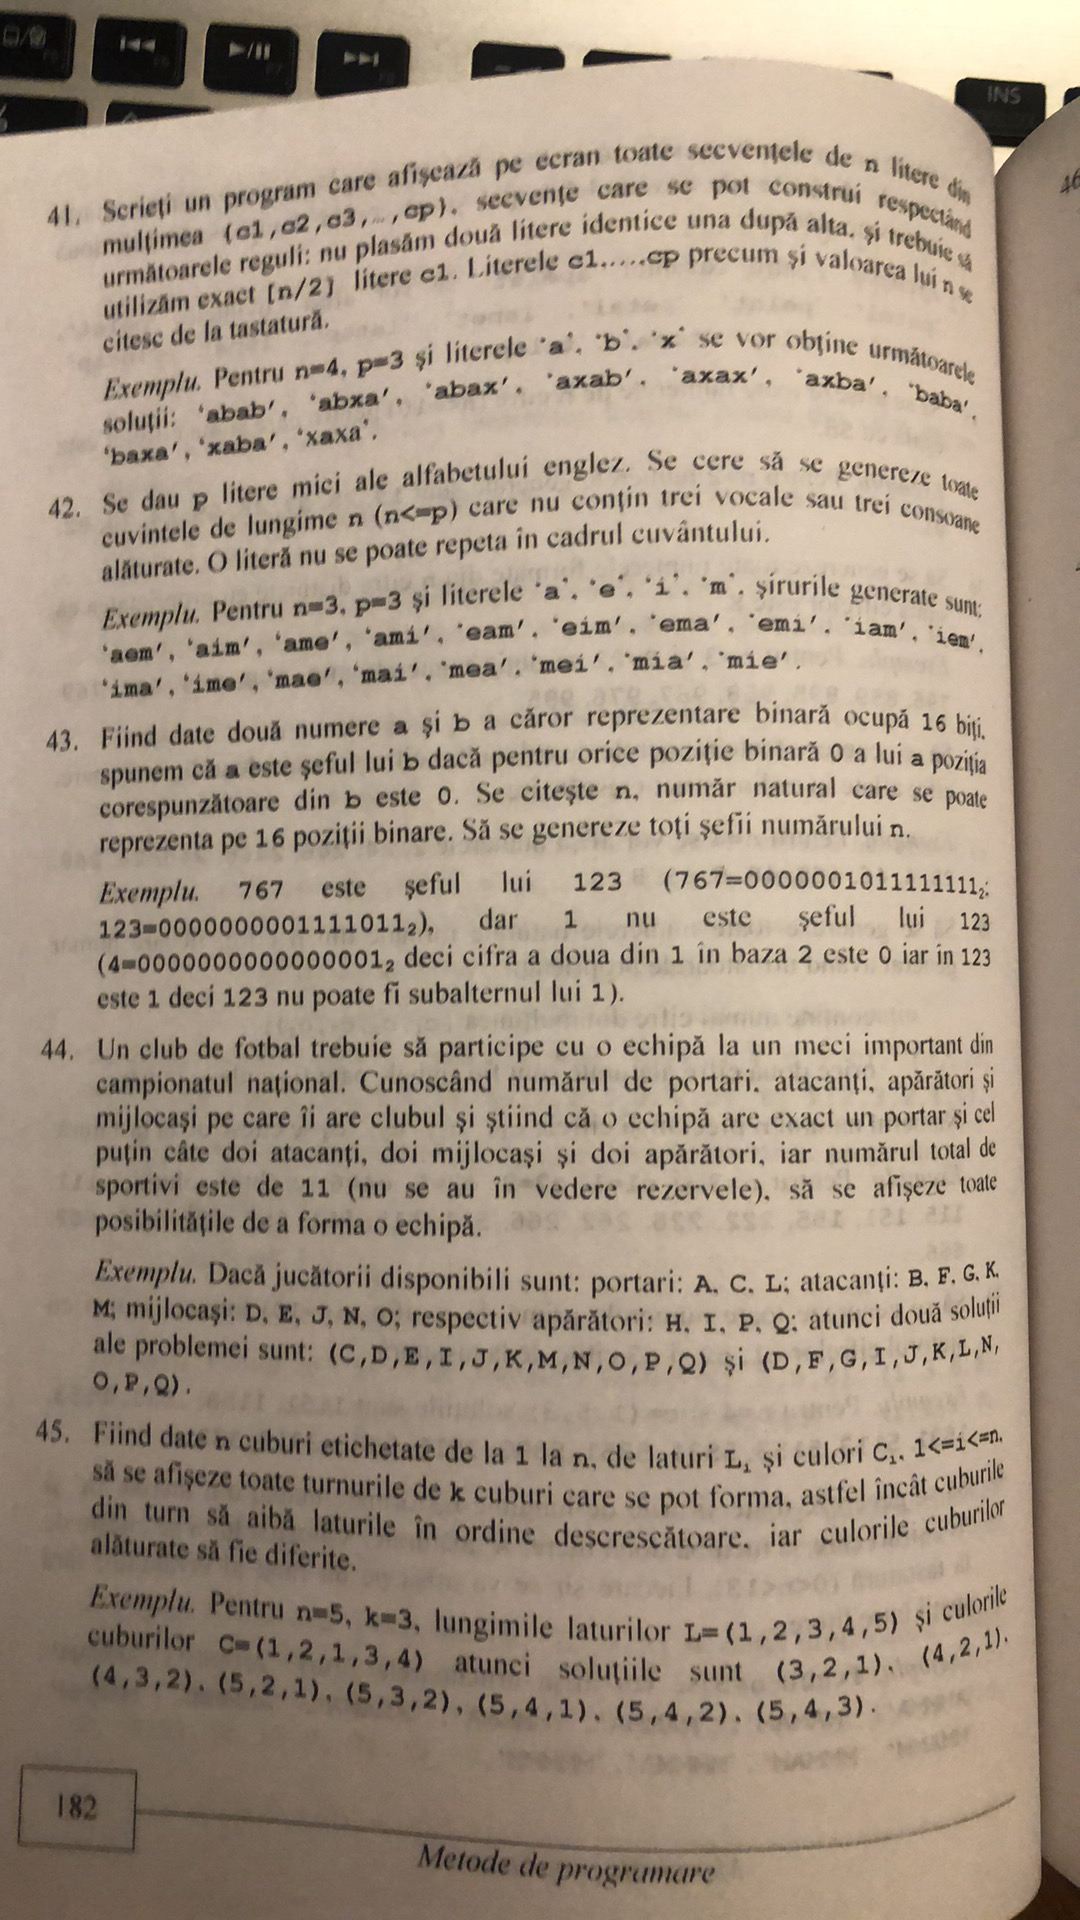 INS
41. Scrieţi un program care afişează pe ecran toate secvenţele de n litere din
mulţimea {c1,c2,c3,…,cp}, secvenţe care se pot construi respectând
următoarele reguli: nu plasăm două litere identice una după alta, şi trebuie să
utilizăm exact [n/2] litere c1. Literele c1,...,cp precum şi valoarea lui n se
citesc de la tastatură.
Exemplu. Pentru n=4, p=3 şi literele 'a', 'b', 'x' se vor obţine următoarele
soluţii: 'abab', 'abxa', 'abax', 'axab', 'axax', 'axba', 'baba',
'baxa', 'xaba', 'xaxa'.
42. Se dau p litere mici ale alfabetului englez. Se cere să se genereze toate
cuvintele de lungime n (n<=p) care nu conţin trei vocale sau trei consoane
alăturate. O literă nu se poate repeta în cadrul cuvântului.
Exemplu. Pentru n=3, p=3 şi literele 'a', 'e', 'i', 'm', şirurile generate sunt:
'aem', 'aim', 'ame', 'ami', 'eam', 'eim', 'ema', 'emi', 'iam', 'iem',
'ima', 'ime', 'mae', 'mai', 'mea', 'mei', 'mia', 'mie'.
43. Fiind date două numere a şi b a căror reprezentare binară ocupă 16 biţi,
spunem că a este şeful lui b dacă pentru orice poziţie binară 0 a lui a poziţia
corespunzătoare din b este 0. Se citeşte n, număr natural care se poate
reprezenta pe 16 poziţii binare. Să se genereze toţi şefii numărului n.
Exemplu. 767 este şeful lui 123 (767=0000001011111111₂;
123=0000000001111011₂), dar 1 nu este şeful lui 123
(4=0000000000000001₂ deci cifra a doua din 1 în baza 2 este 0 iar in 123
este 1 deci 123 nu poate fi subalternul lui 1).
44. Un club de fotbal trebuie să participe cu o echipă la un meci important din
campionatul naţional. Cunoscând numărul de portari, atacanţi, apărători şi
mijlocaşi pe care îi are clubul şi ştiind că o echipă are exact un portar şi cel
puţin câte doi atacanţi, doi mijlocaşi şi doi apărători, iar numărul total de
sportivi este de 11 (nu se au în vedere rezervele), să se afişeze toate
posibilităţile de a forma o echipă.
Exemplu. Dacă jucătorii disponibili sunt: portari: A, C, L; atacanţi: B, F, G, K,
M; mijlocaşi: D, E, J, N, O; respectiv apărători: H, I, P, Q; atunci două soluţii
ale problemei sunt: (C,D,E,I,J,K,M,N,O,P,Q) şi (D,F,G,I,J,K,L,N,
O,P,Q).
45. Fiind date n cuburi etichetate de la 1 la n, de laturi Lᵢ şi culori Cᵢ, 1<=i<=n,
să se afişeze toate turnurile de k cuburi care se pot forma, astfel încât cuburile
din turn să aibă laturile în ordine descrescătoare, iar culorile cuburilor
alăturate să fie diferite.
Exemplu. Pentru n=5, k=3, lungimile laturilor L=(1,2,3,4,5) şi culorile
cuburilor C=(1,2,1,3,4) atunci soluţiile sunt (3,2,1), (4,2,1),
(4,3,2), (5,2,1), (5,3,2), (5,4,1), (5,4,2), (5,4,3).
182
Metode de programare